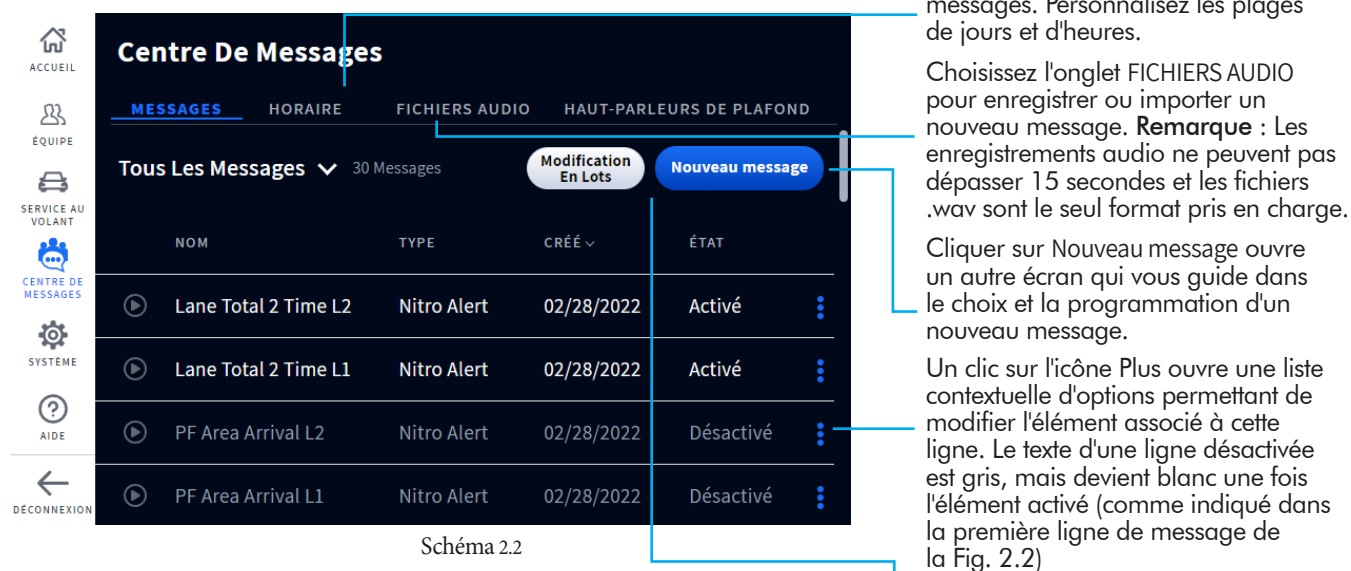 ACCUEIL
ÉQUIPE
SERVICE AU
VOLANT
CENTRE DE
MESSAGES
SYSTÈME
AIDE
DÉCONNEXION
Centre De Messages
MESSAGES HORAIRE FICHIERS AUDIO HAUT-PARLEURS DE PLAFOND
Tous Les Messages 30 Messages
Modification
En Lots
Nouveau message
NOM TYPE CRÉÉ ÉTAT
Lane Total 2 Time L2 Nitro Alert 02/28/2022 Activé
Lane Total 2 Time L1 Nitro Alert 02/28/2022 Activé
PF Area Arrival L2 Nitro Alert 02/28/2022 Désactivé
PF Area Arrival L1 Nitro Alert 02/28/2022 Désactivé
Schéma 2.2
messages. Personnalisez les plages
de jours et d'heures.
Choisissez l'onglet FICHIERS AUDIO
pour enregistrer ou importer un
nouveau message. Remarque : Les
enregistrements audio ne peuvent pas
dépasser 15 secondes et les fichiers
.wav sont le seul format pris en charge.
Cliquer sur Nouveau message ouvre
un autre écran qui vous guide dans
le choix et la programmation d'un
nouveau message.
Un clic sur l'icône Plus ouvre une liste
contextuelle d'options permettant de
modifier l'élément associé à cette
ligne. Le texte d'une ligne désactivée
est gris, mais devient blanc une fois
l'élément activé (comme indiqué dans
la première ligne de message de
la Fig. 2.2)